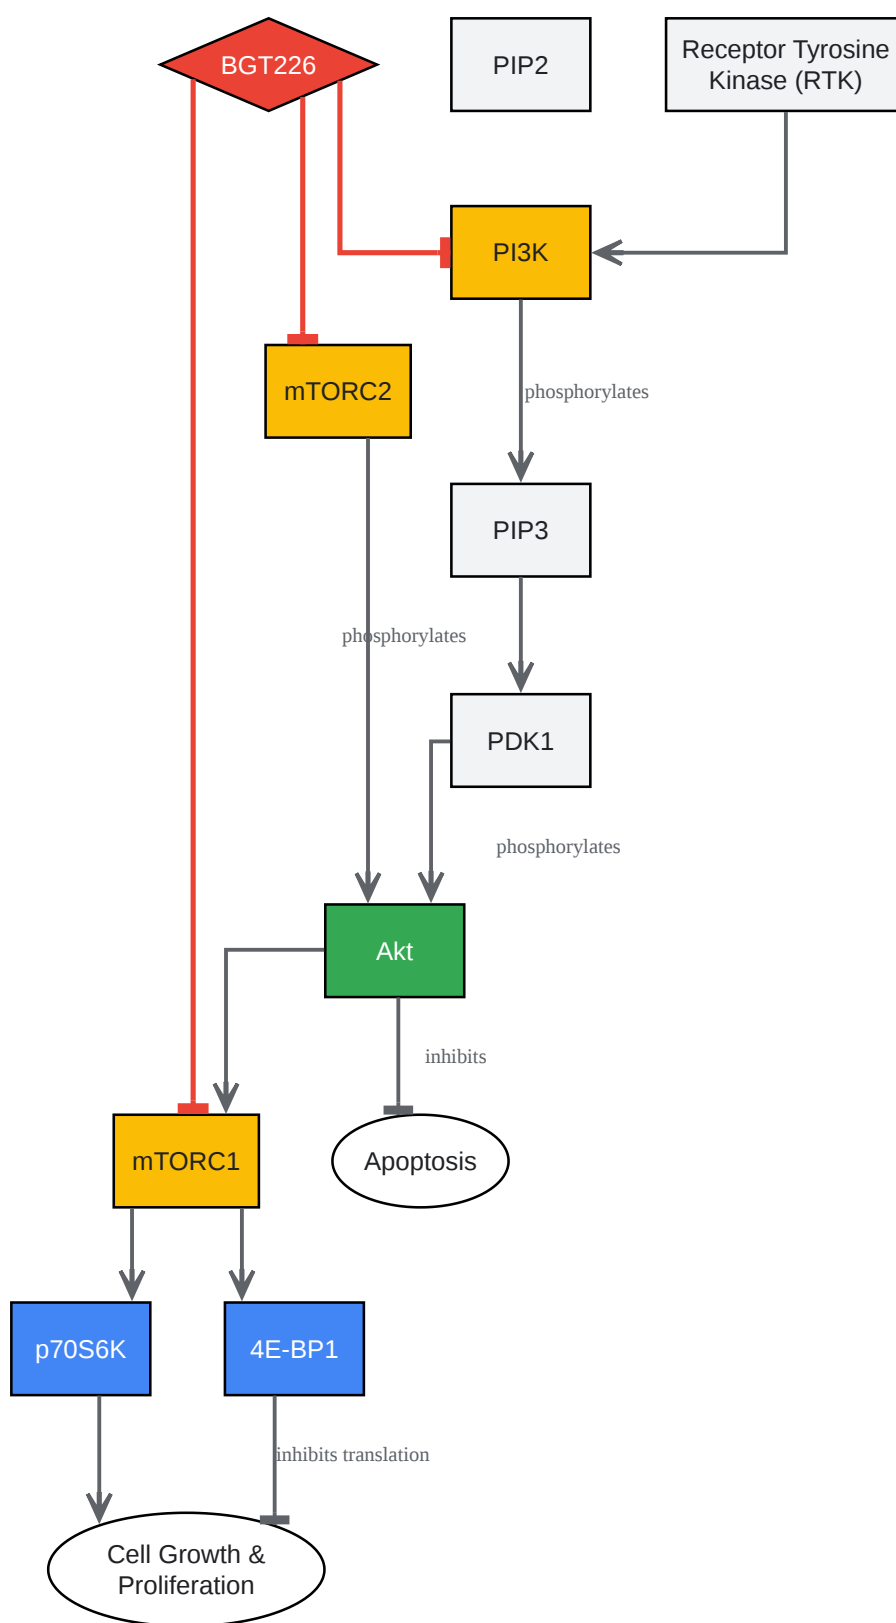 BGT226
PIP2
Receptor Tyrosine
Kinase (RTK)
PI3K
mTORC2
phosphorylates
PIP3
phosphorylates
PDK1
phosphorylates
Akt
inhibits
mTORC1
Apoptosis
p70S6K
4E-BP1
inhibits translation
Cell Growth &
Proliferation